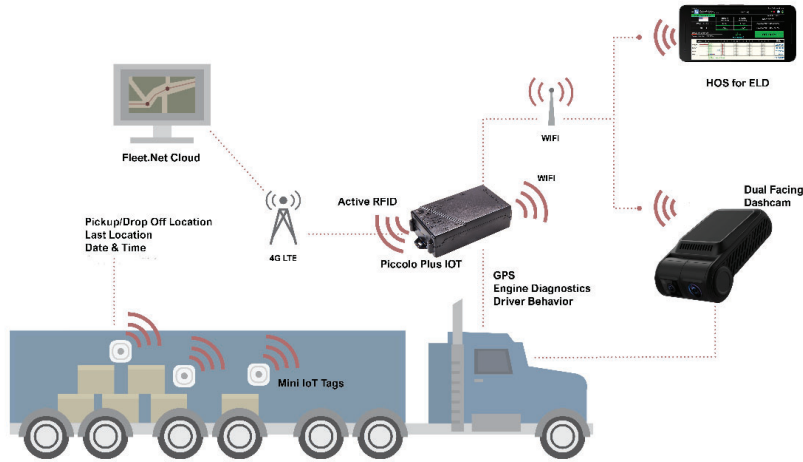 HOS for ELD
WIFI
Fleet.Net Cloud
WIFI
Dual Facing
Dashcam
Active RFID
Pickup/Drop Off Location
Last Location
Date & Time
4G LTE
Piccolo Plus IOT
GPS
Engine Diagnostics
Driver Behavior
Mini IoT Tags